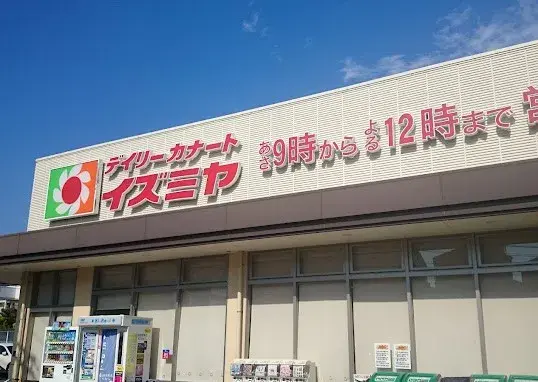 デイリーカナート
イズミヤ
あさ9時からよる12時まで営